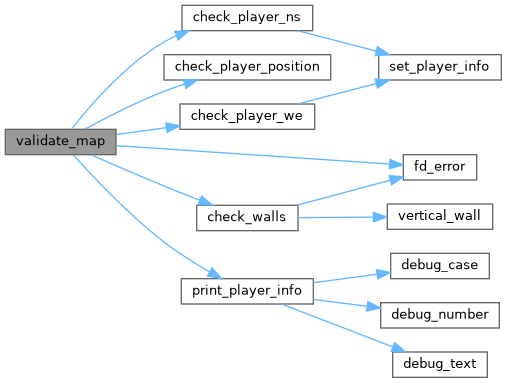 check_player_ns
check_player_position
set_player_info
check_player_we
validate_map
fd_error
check_walls
vertical_wall
debug_case
print_player_info
debug_number
debug_text